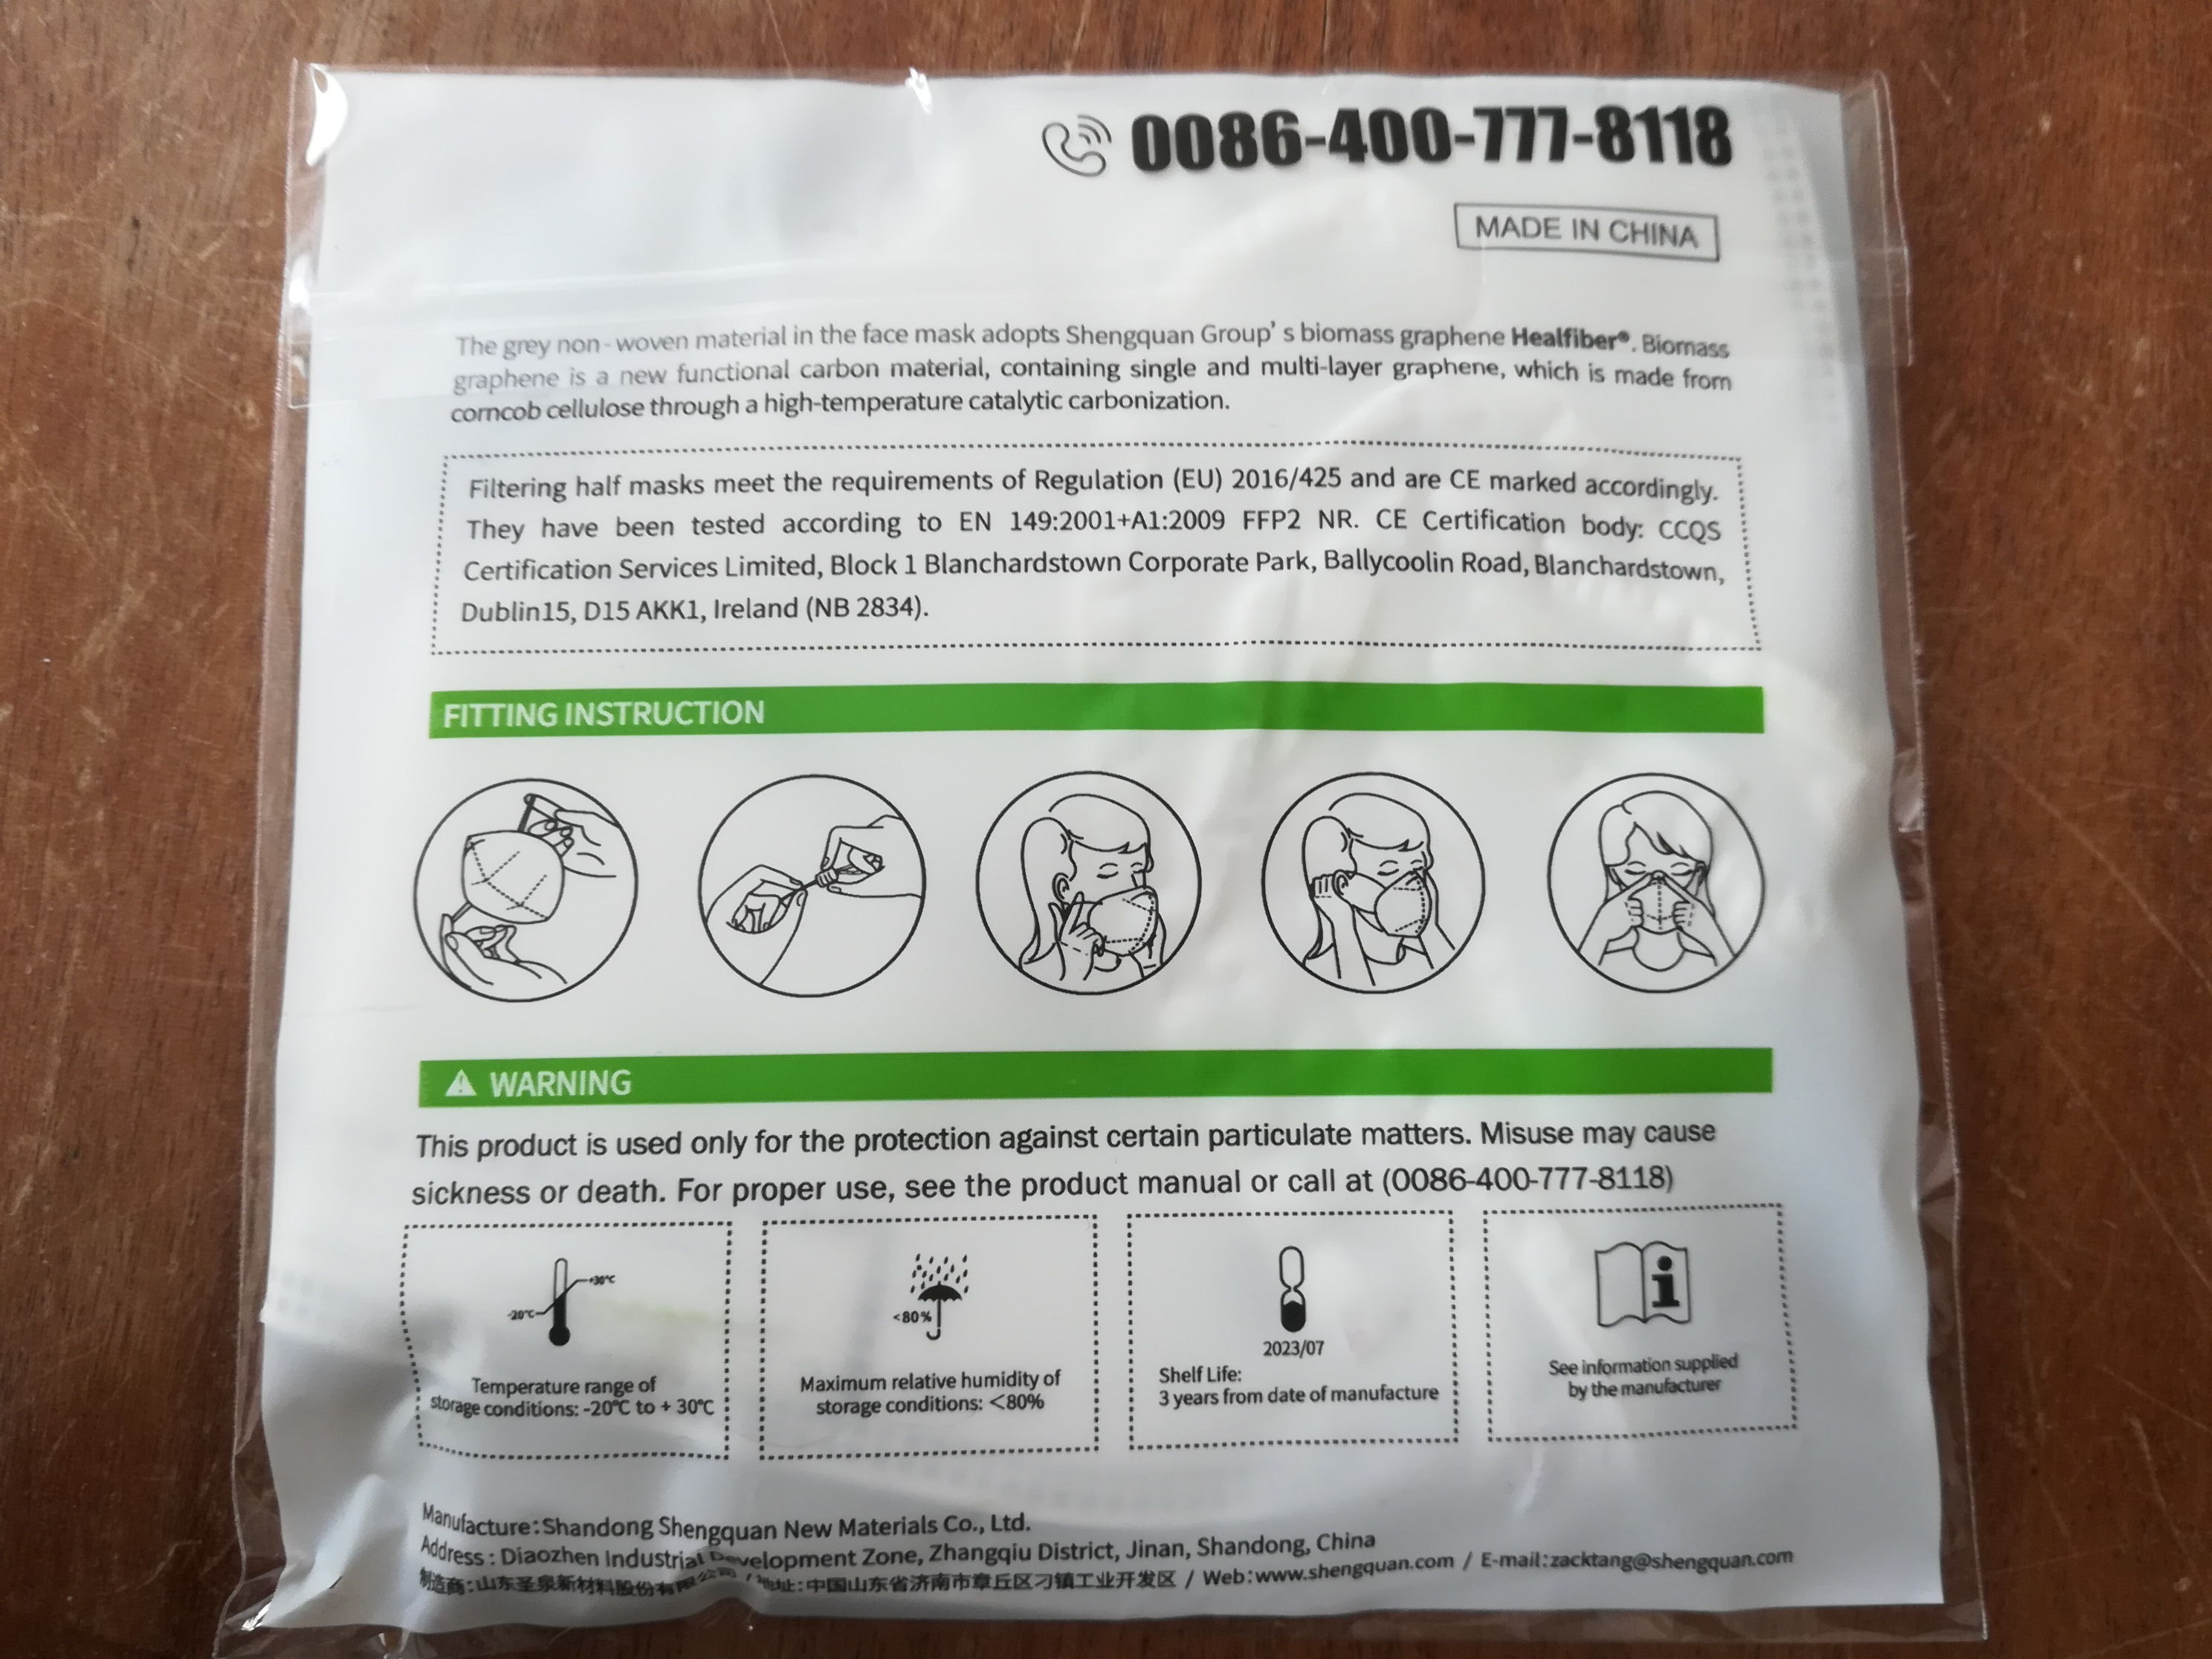 0086-400-777-8118
MADE IN CHINA
The grey non-woven material in the face mask adopts Shengquan Group's biomass graphene Healfiber®. Biomass
graphene is a new functional carbon material, containing single and multi-layer graphene, which is made from
corncob cellulose through a high-temperature catalytic carbonization.
Filtering half masks meet the requirements of Regulation (EU) 2016/425 and are CE marked accordingly.
They have been tested according to EN 149:2001+A1:2009 FFP2 NR. CE Certification body: CCQS
Certification Services Limited, Block 1 Blanchardstown Corporate Park, Ballycoolin Road, Blanchardstown,
Dublin15, D15 AKK1, Ireland (NB 2834).
FITTING INSTRUCTION
WARNING
This product is used only for the protection against certain particulate matters. Misuse may cause
sickness or death. For proper use, see the product manual or call at (0086-400-777-8118)
+30℃
-20℃
Temperature range of
storage conditions: -20℃ to + 30℃
<80%
Maximum relative humidity of
storage conditions: <80%
2023/07
Shelf Life:
3 years from date of manufacture
i
See information supplied
by the manufacturer
Manufacture:Shandong Shengquan New Materials Co., Ltd.
Address : Diaozhen Industrial Development Zone, Zhangqiu District, Jinan, Shandong, China
制造商:山东圣泉新材料股份有限公司 / 地址:中国山东省济南市章丘区刁镇工业开发区 / Web:www.shengquan.com / E-mail:zacktang@shengquan.com